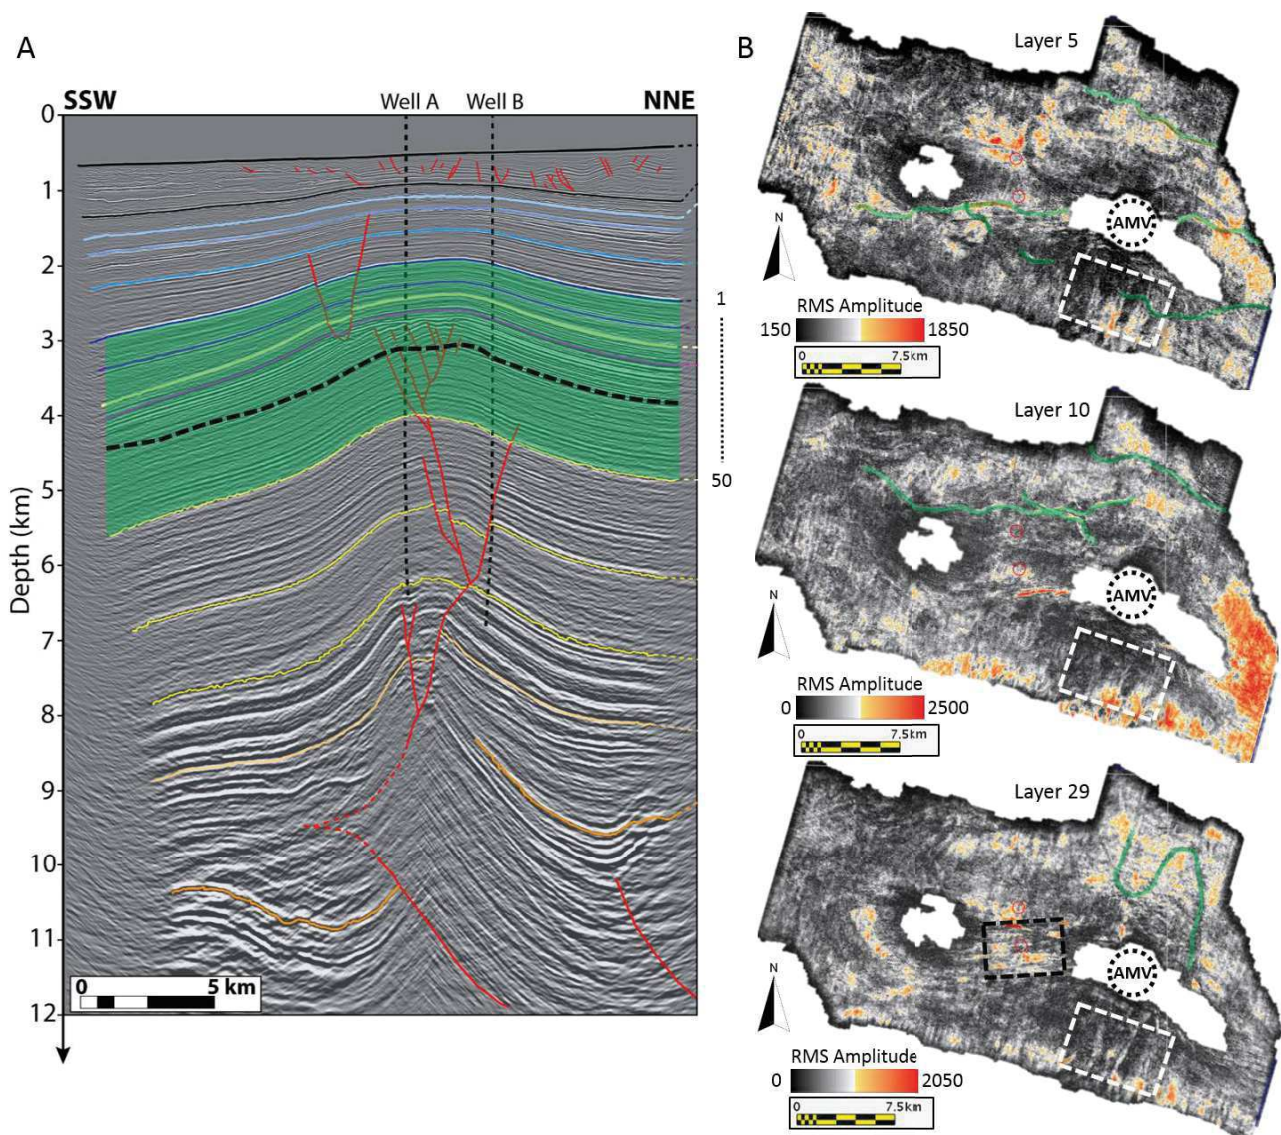 A
SSW
Well A
Well B
NNE
0
1
2
3
4
5
6
7
8
9
10
11
12
Depth (km)
0
5 km
1
50
B
Layer 5
AMV
N
RMS Amplitude
150
1850
0
7.5km
Layer 10
AMV
N
RMS Amplitude
0
2500
0
7.5km
Layer 29
AMV
N
RMS Amplitude
0
2050
0
7.5km